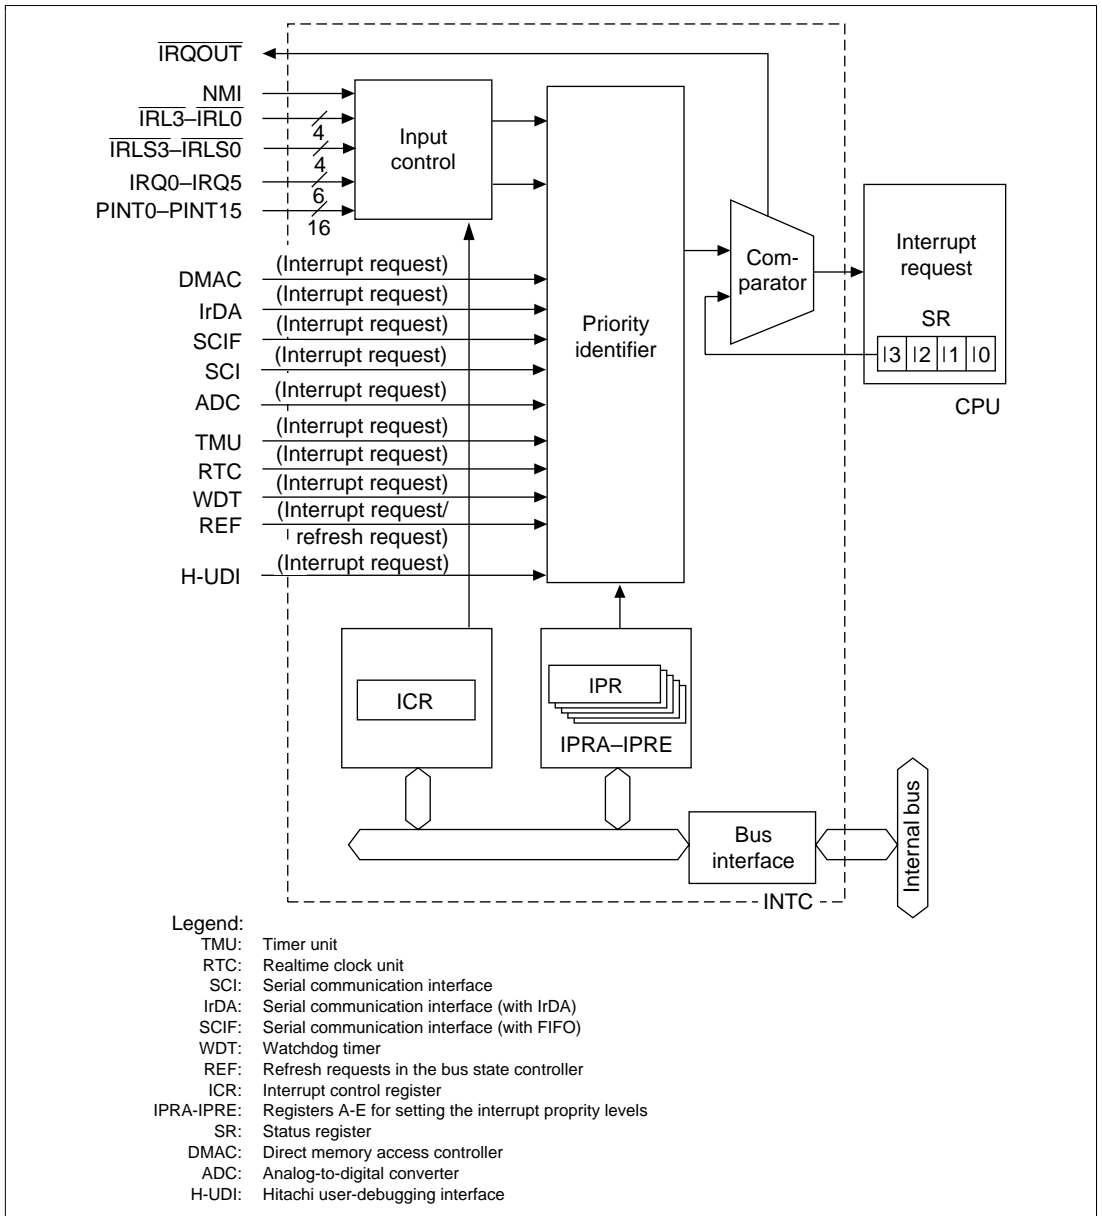 IRQOUT
NMI
IRL3–IRL0
4
IRLS3–IRLS0
4
IRQ0–IRQ5
6
PINT0–PINT15
16
Input
control
DMAC
(Interrupt request)
IrDA
(Interrupt request)
SCIF
(Interrupt request)
SCI
(Interrupt request)
ADC
(Interrupt request)
TMU
(Interrupt request)
RTC
(Interrupt request)
WDT
(Interrupt request)
REF
(Interrupt request/
refresh request)
H-UDI
(Interrupt request)
Priority
identifier
Com-
parator
Interrupt
request
SR
I3 I2 I1 I0
CPU
ICR
IPR
IPRA–IPRE
Bus
interface
Internal bus
INTC
Legend:
TMU: Timer unit
RTC: Realtime clock unit
SCI: Serial communication interface
IrDA: Serial communication interface (with IrDA)
SCIF: Serial communication interface (with FIFO)
WDT: Watchdog timer
REF: Refresh requests in the bus state controller
ICR: Interrupt control register
IPRA-IPRE: Registers A-E for setting the interrupt proprity levels
SR: Status register
DMAC: Direct memory access controller
ADC: Analog-to-digital converter
H-UDI: Hitachi user-debugging interface